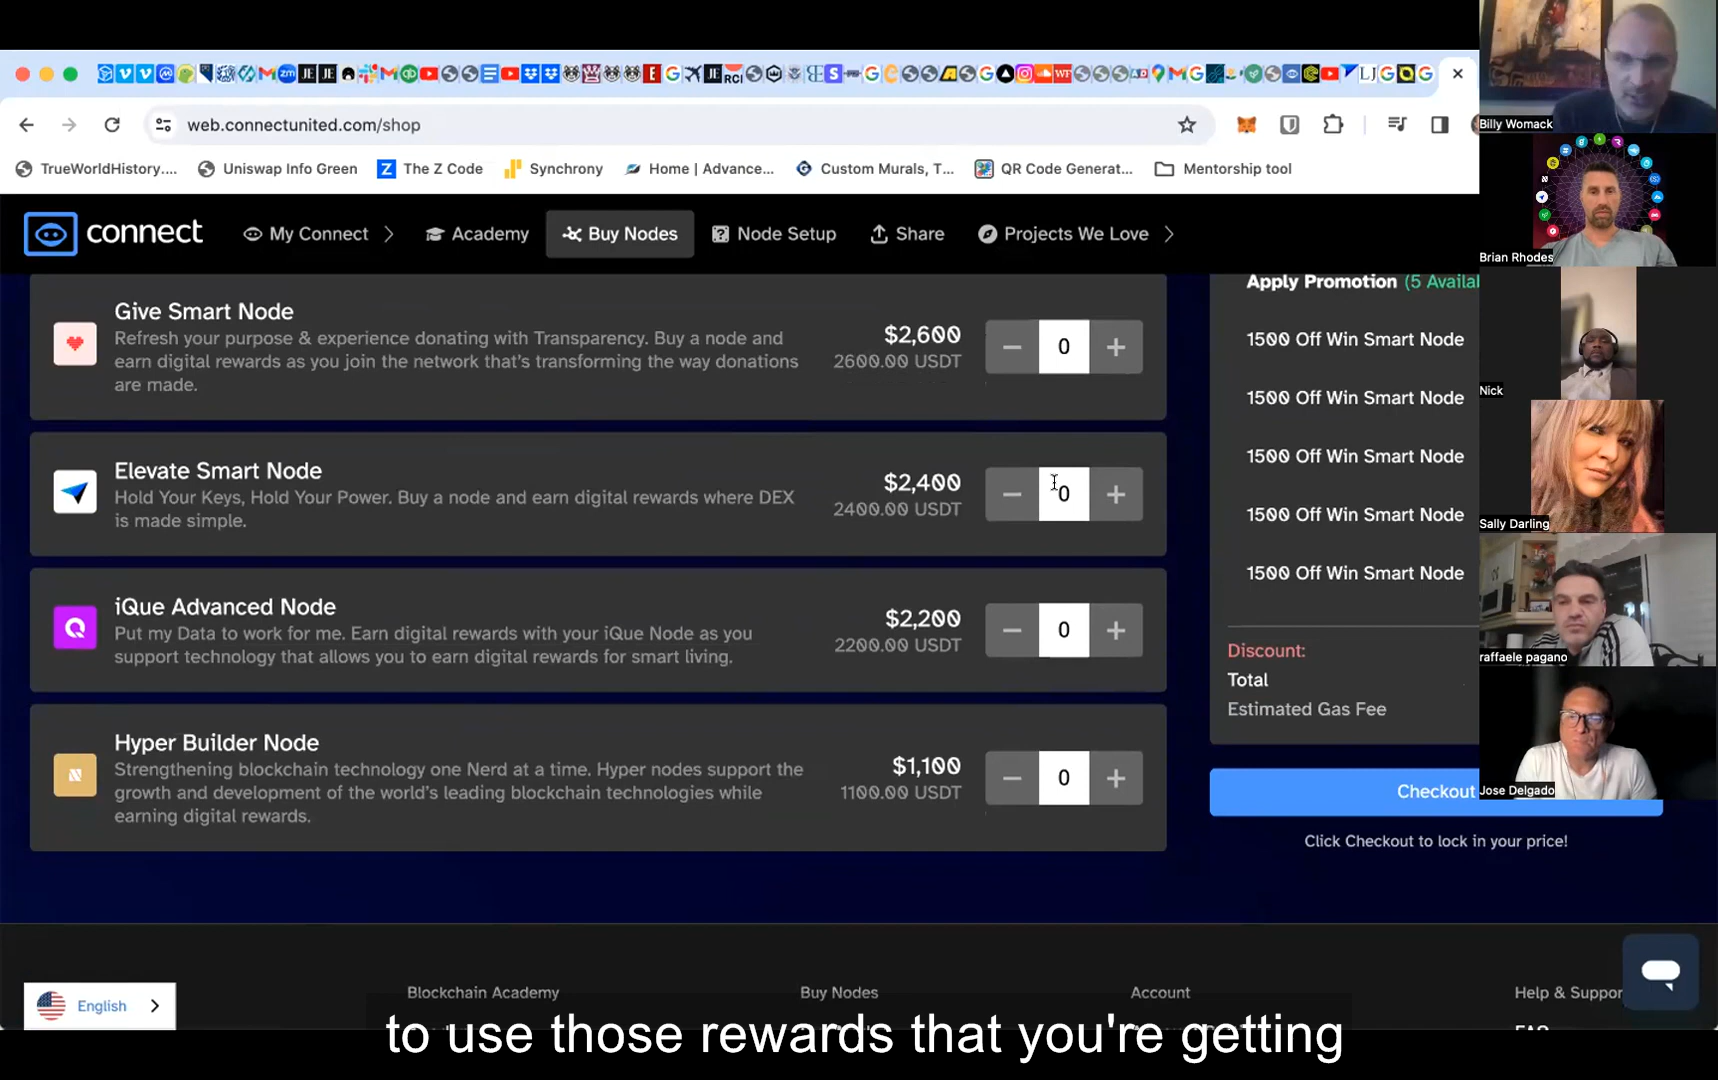 web.connectunited.com/shop
TrueWorldHistory....
Uniswap Info Green
The Z Code
Synchrony
Home | Advance...
Custom Murals, T...
QR Code Generat...
Mentorship tool
connect
My Connect
Academy
Buy Nodes
Node Setup
Share
Projects We Love
Give Smart Node
Refresh your purpose & experience donating with Transparency. Buy a node and
earn digital rewards as you join the network that's transforming the way donations
are made.
$2,600
2600.00 USDT
0
Elevate Smart Node
Hold Your Keys, Hold Your Power. Buy a node and earn digital rewards where DEX
is made simple.
$2,400
2400.00 USDT
0
iQue Advanced Node
Put my Data to work for me. Earn digital rewards with your iQue Node as you
support technology that allows you to earn digital rewards for smart living.
$2,200
2200.00 USDT
0
Hyper Builder Node
Strengthening blockchain technology one Nerd at a time. Hyper nodes support the
growth and development of the world's leading blockchain technologies while
earning digital rewards.
$1,100
1100.00 USDT
0
Apply Promotion (5 Availal
1500 Off Win Smart Node
1500 Off Win Smart Node
1500 Off Win Smart Node
1500 Off Win Smart Node
1500 Off Win Smart Node
Discount:
Total
Estimated Gas Fee
Checkout
Click Checkout to lock in your price!
Billy Womack
Brian Rhodes
Nick
Sally Darling
raffaele pagano
Jose Delgado
English
Blockchain Academy
Buy Nodes
Account
Help & Suppor
to use those rewards that you're getting